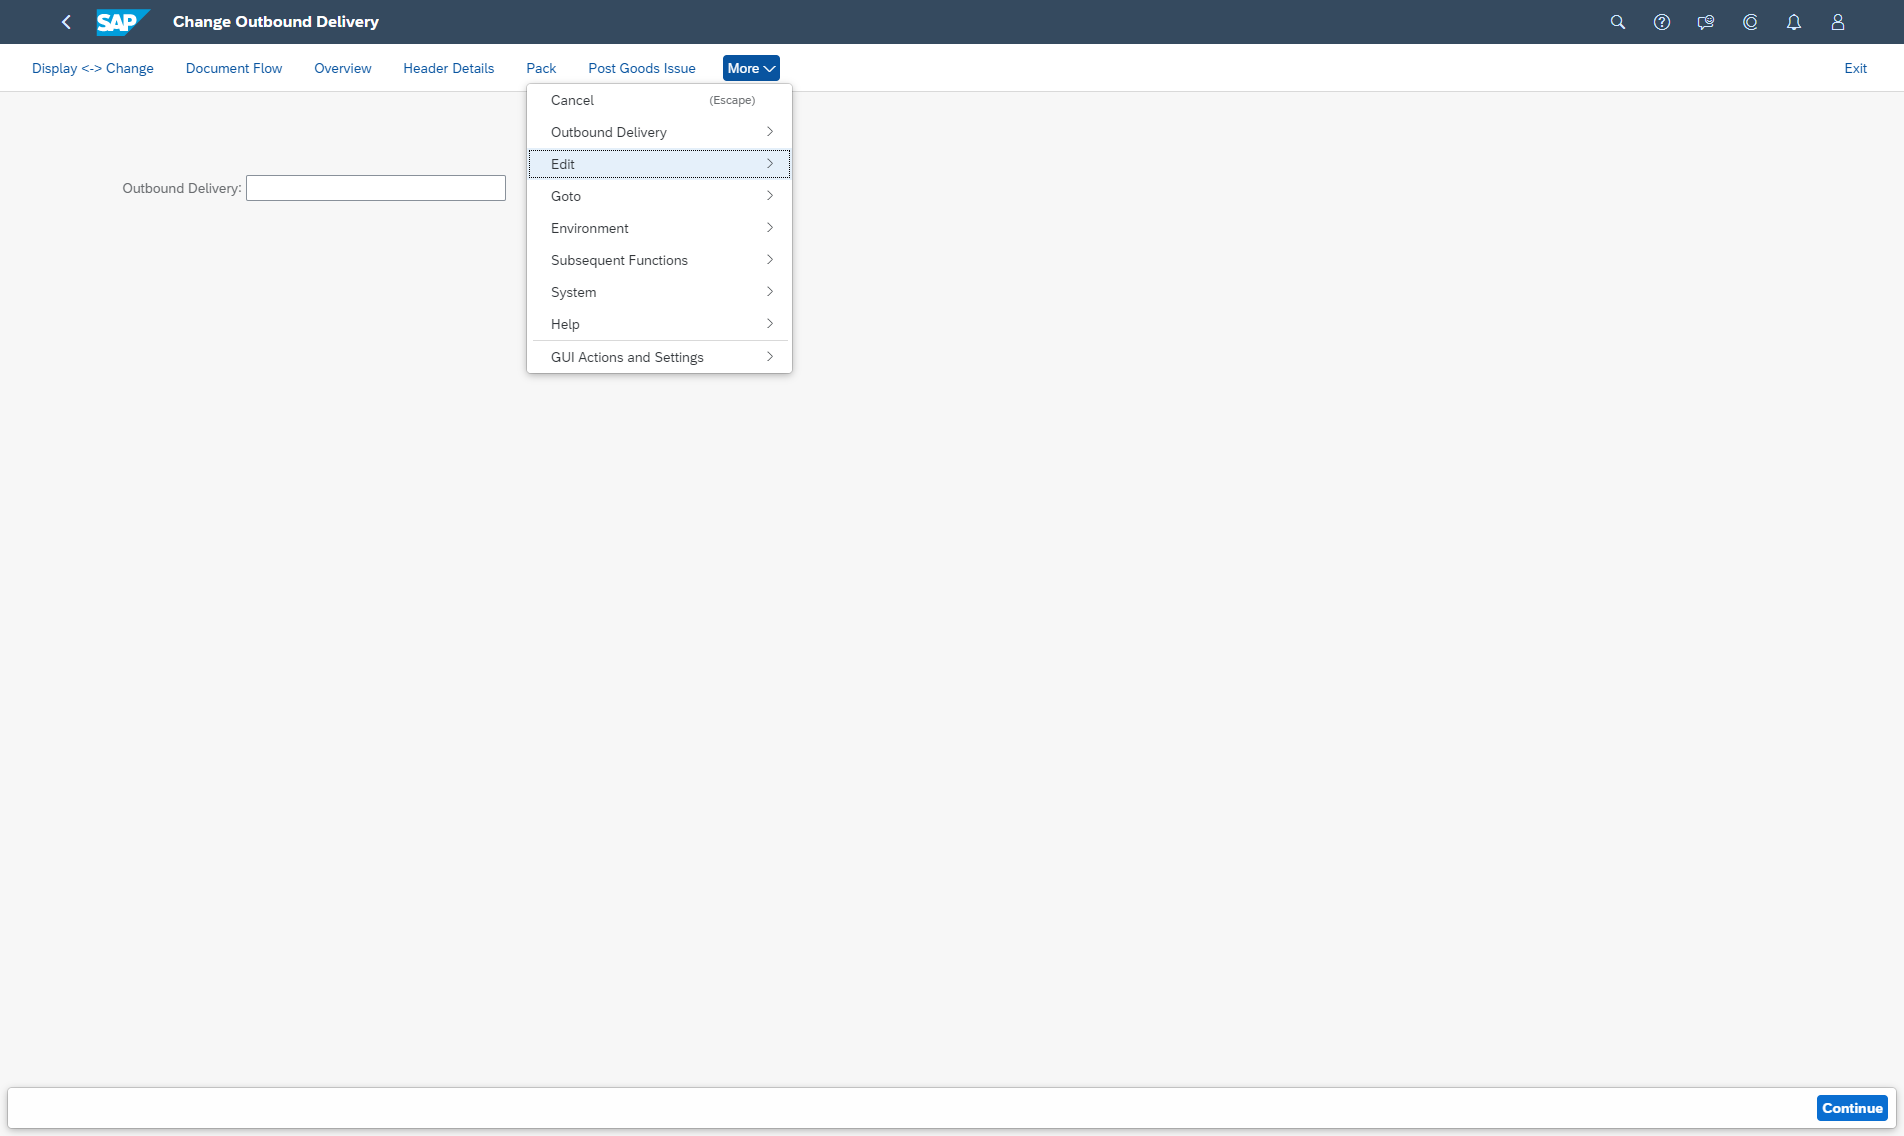 SAP Change Outbound Delivery
Display <-> Change Document Flow Overview Header Details Pack Post Goods Issue More Exit
Cancel (Escape)
Outbound Delivery
Edit
Outbound Delivery:
Goto
Environment
Subsequent Functions
System
Help
GUI Actions and Settings
Continue